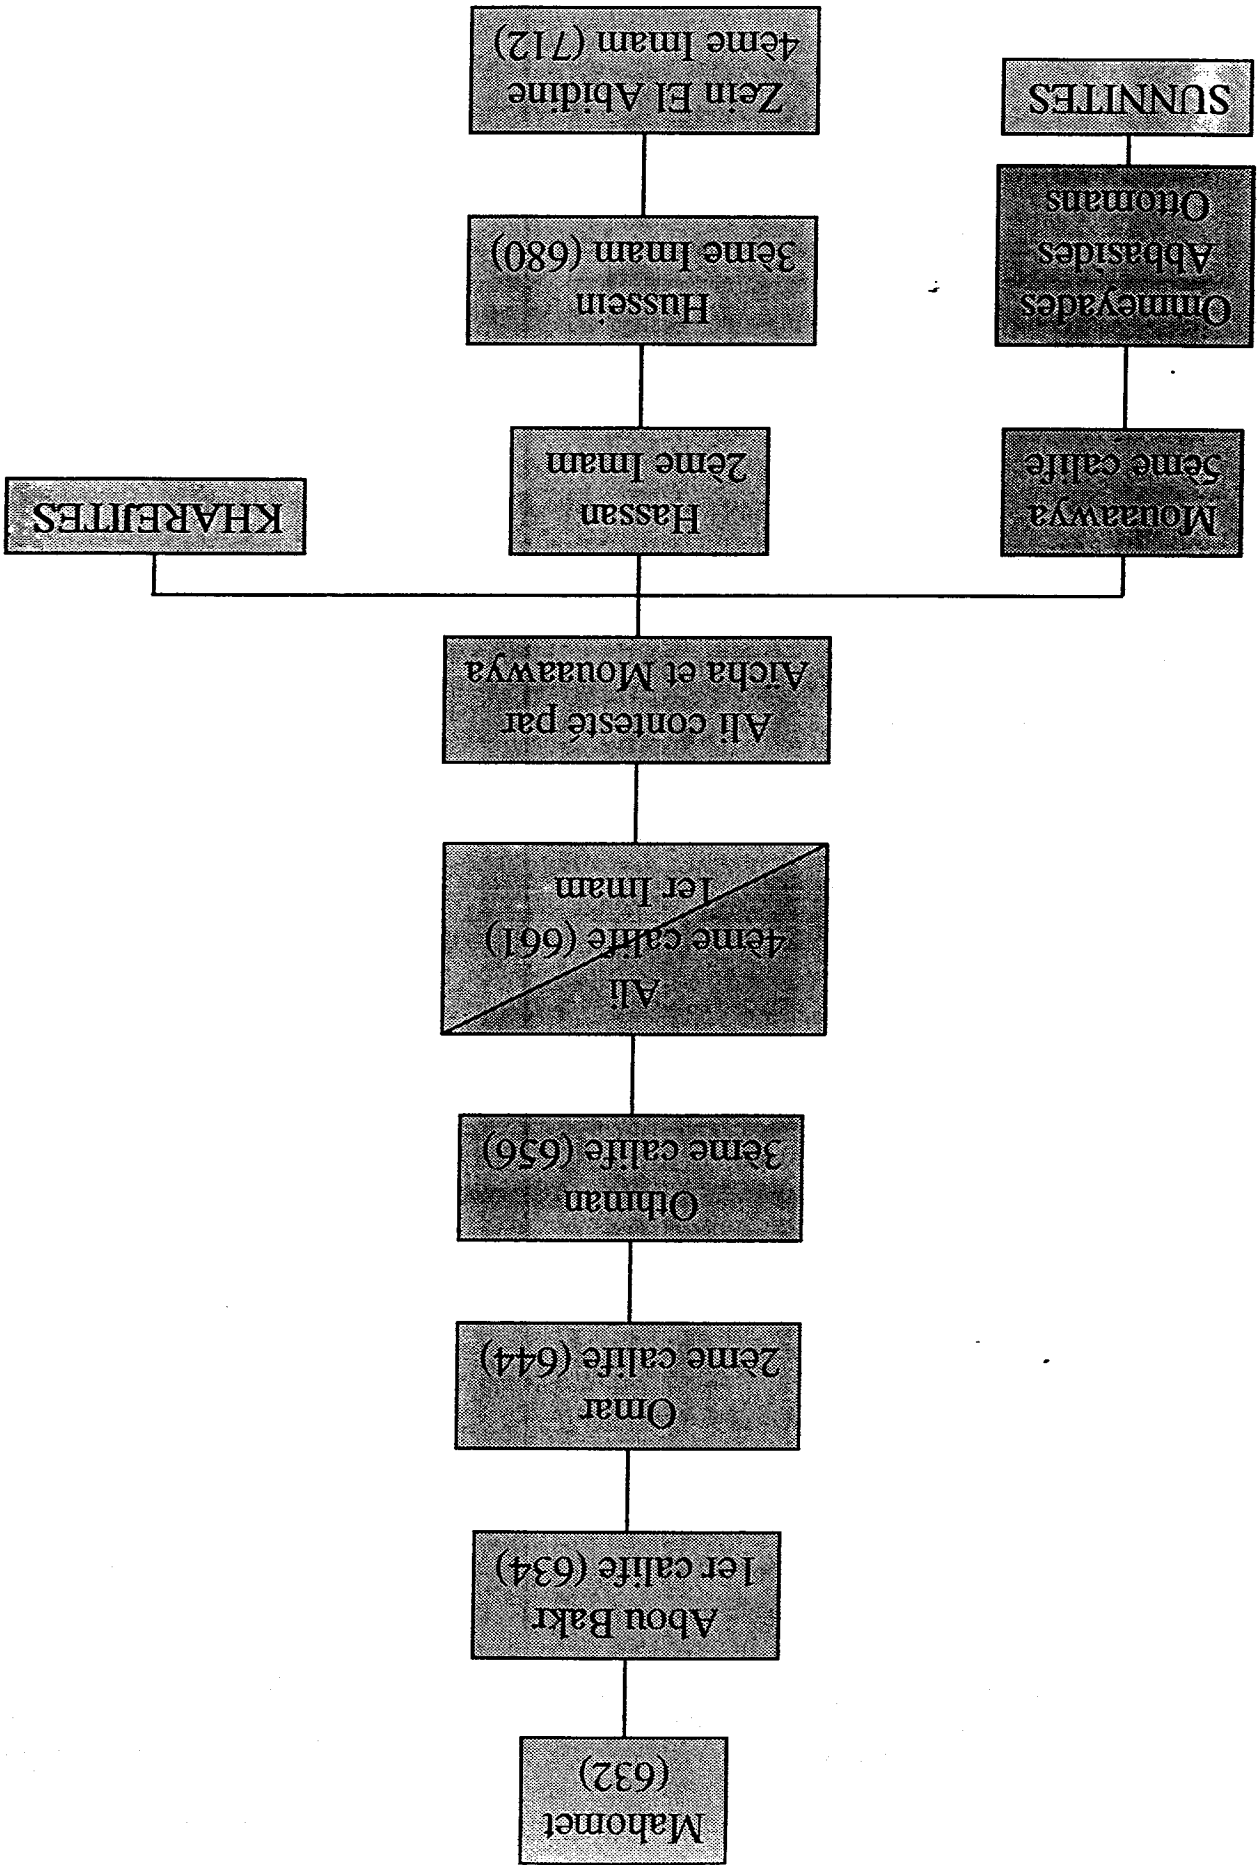 Mahomet
(632)
Abou Bakr
1er calife (634)
Omar
2ème calife (644)
Othman
3ème calife (656)
Ali
4ème calife (661)
1er Imam
Ali contesté par
Aïcha et Mouaawya
Mouaawya
5ème calife
Ommeyades
Abbasides
Ottomans
SUNNITES
Hassan
2ème Imam
Hussein
3ème Imam (680)
Zein El Abidine
4ème Imam (712)
KHAREJITES